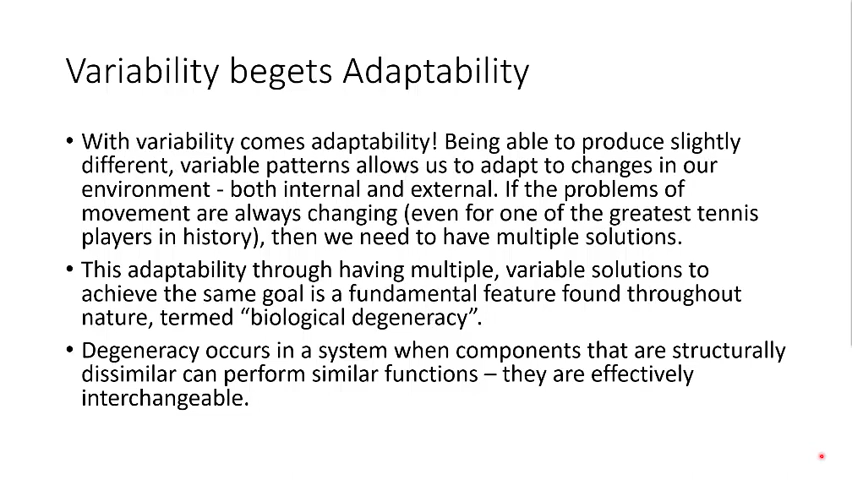 Variability begets Adaptability
• With variability comes adaptability! Being able to produce slightly
different, variable patterns allows us to adapt to changes in our
environment - both internal and external. If the problems of
movement are always changing (even for one of the greatest tennis
players in history), then we need to have multiple solutions.
• This adaptability through having multiple, variable solutions to
achieve the same goal is a fundamental feature found throughout
nature, termed “biological degeneracy”.
• Degeneracy occurs in a system when components that are structurally
dissimilar can perform similar functions – they are effectively
interchangeable.